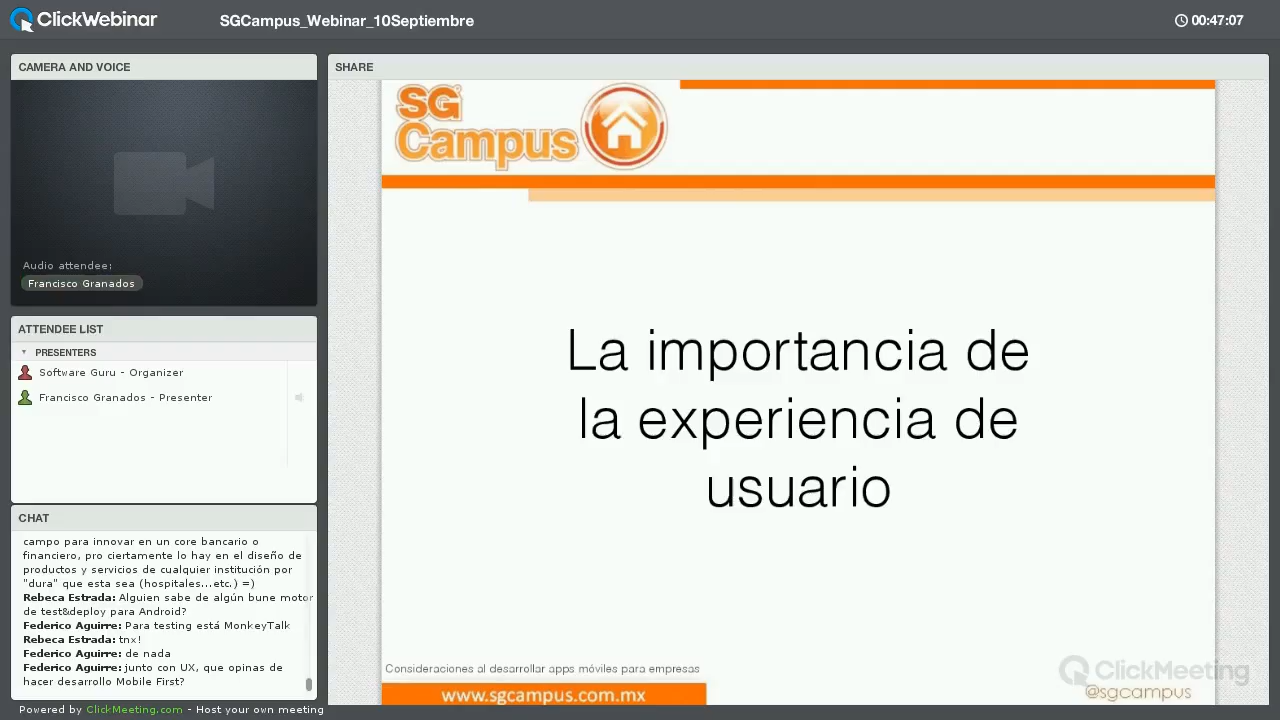 ClickWebinar
SGCampus_Webinar_10Septiembre
00:47:07
CAMERA AND VOICE
Audio attendee:
Francisco Granados
ATTENDEE LIST
PRESENTERS
Software Guru - Organizer
Francisco Granados - Presenter
CHAT
campo para innovar en un core bancario o
financiero, pro ciertamente lo hay en el diseño de
productos y servicios de cualquier institución por
"dura" que esta sea (hospitales...etc.) =)
Rebeca Estrada: Alguien sabe de algún bune motor
de test&deploy para Android?
Federico Aguirre: Para testing está MonkeyTalk
Rebeca Estrada: tnx!
Federico Aguirre: de nada
Federico Aguirre: junto con UX, que opinas de
hacer desarrollo Mobile First?
Powered by ClickMeeting.com - Host your own meeting
SHARE
SG
Campus
La importancia de
la experiencia de
usuario
Consideraciones al desarrollar apps móviles para empresas
www.sgcampus.com.mx
ClickMeeting
@sgcampus